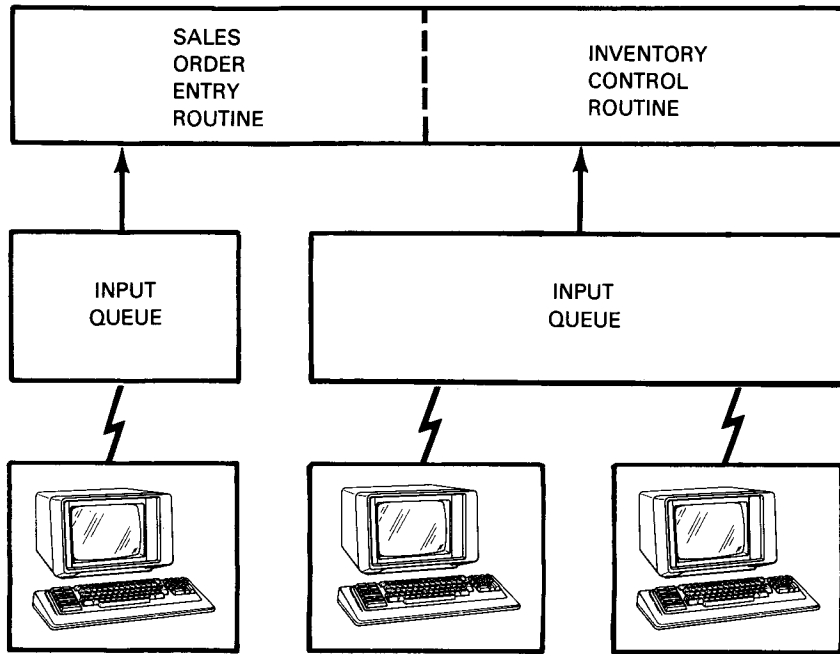 SALES
ORDER
ENTRY
ROUTINE
INVENTORY
CONTROL
ROUTINE
INPUT
QUEUE
INPUT
QUEUE